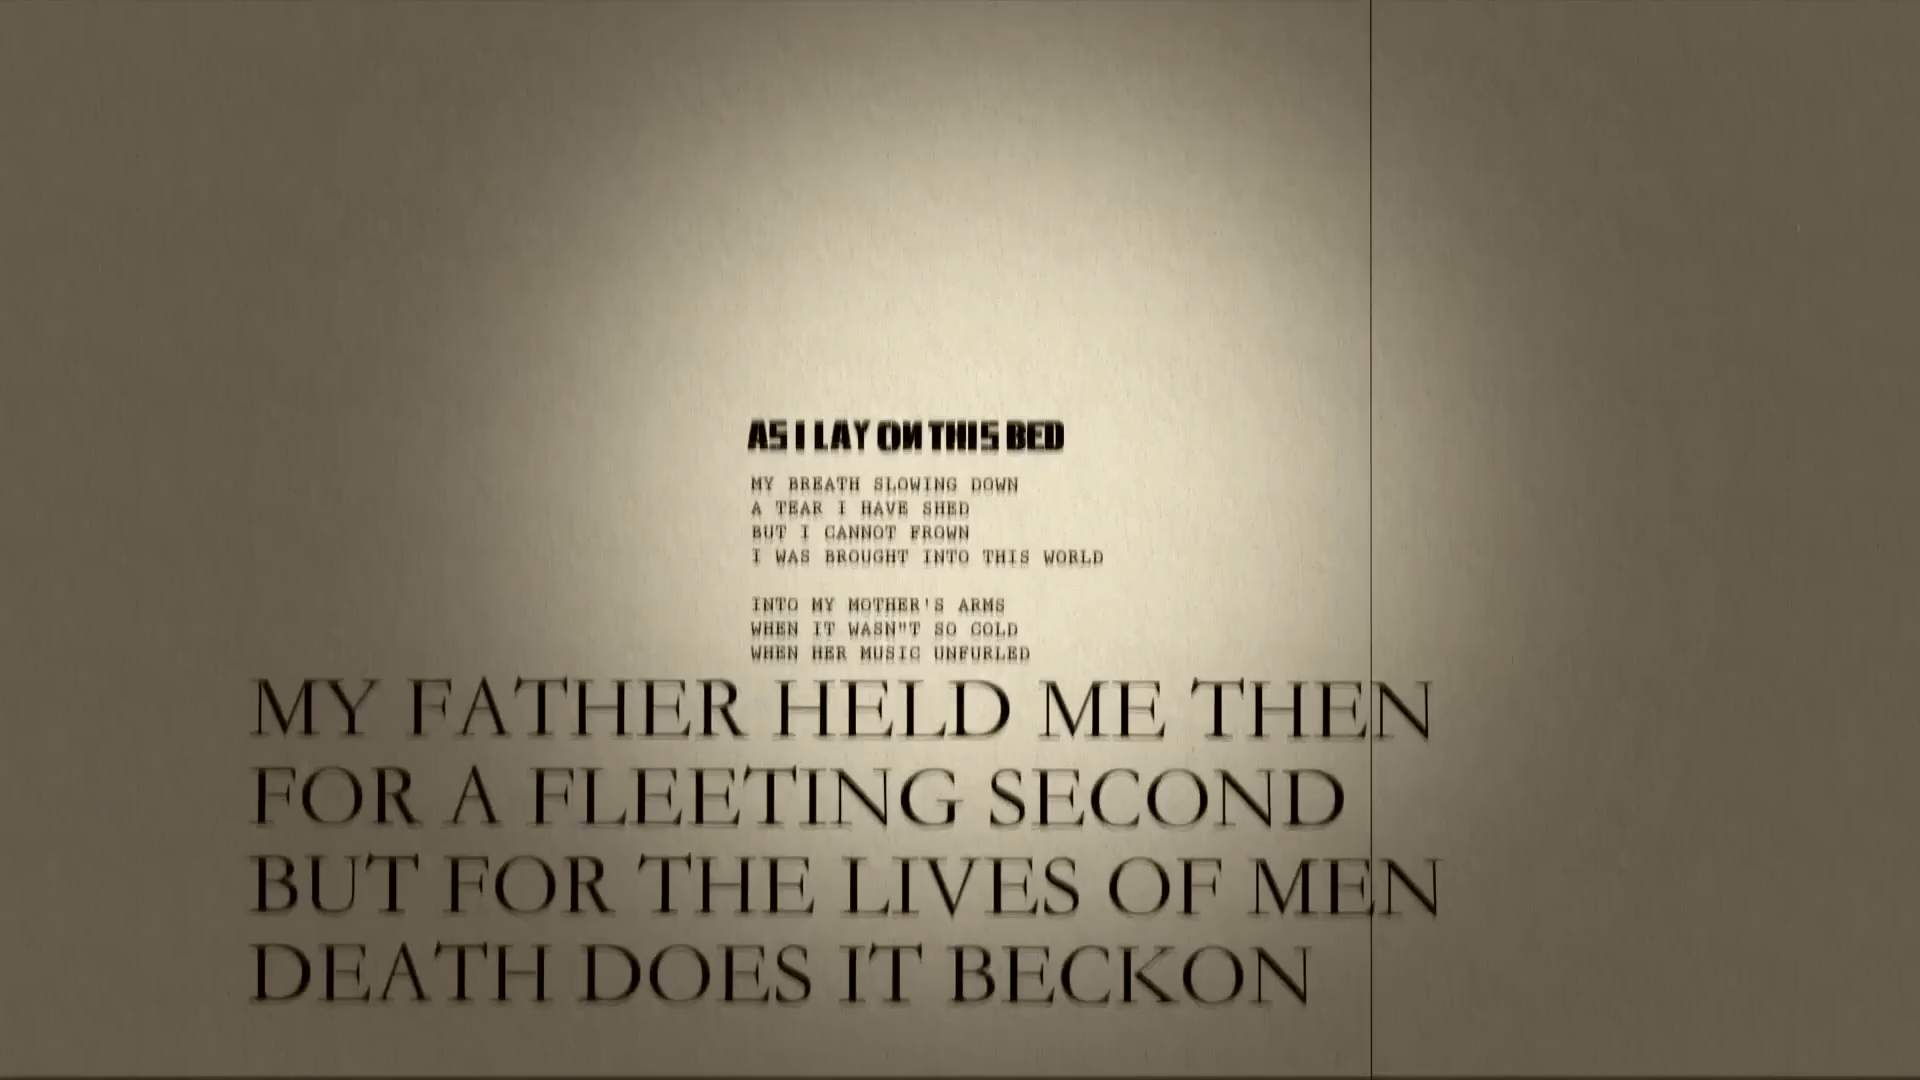 AS I LAY ON THIS BED
MY BREATH SLOWING DOWN
A TEAR I HAVE SHED
BUT I CANNOT FROWN
I WAS BROUGHT INTO THIS WORLD
INTO MY MOTHER'S ARMS
WHEN IT WASN"T SO COLD
WHEN HER MUSIC UNFURLED
MY FATHER HELD ME THEN
FOR A FLEETING SECOND
BUT FOR THE LIVES OF MEN
DEATH DOES IT BECKON